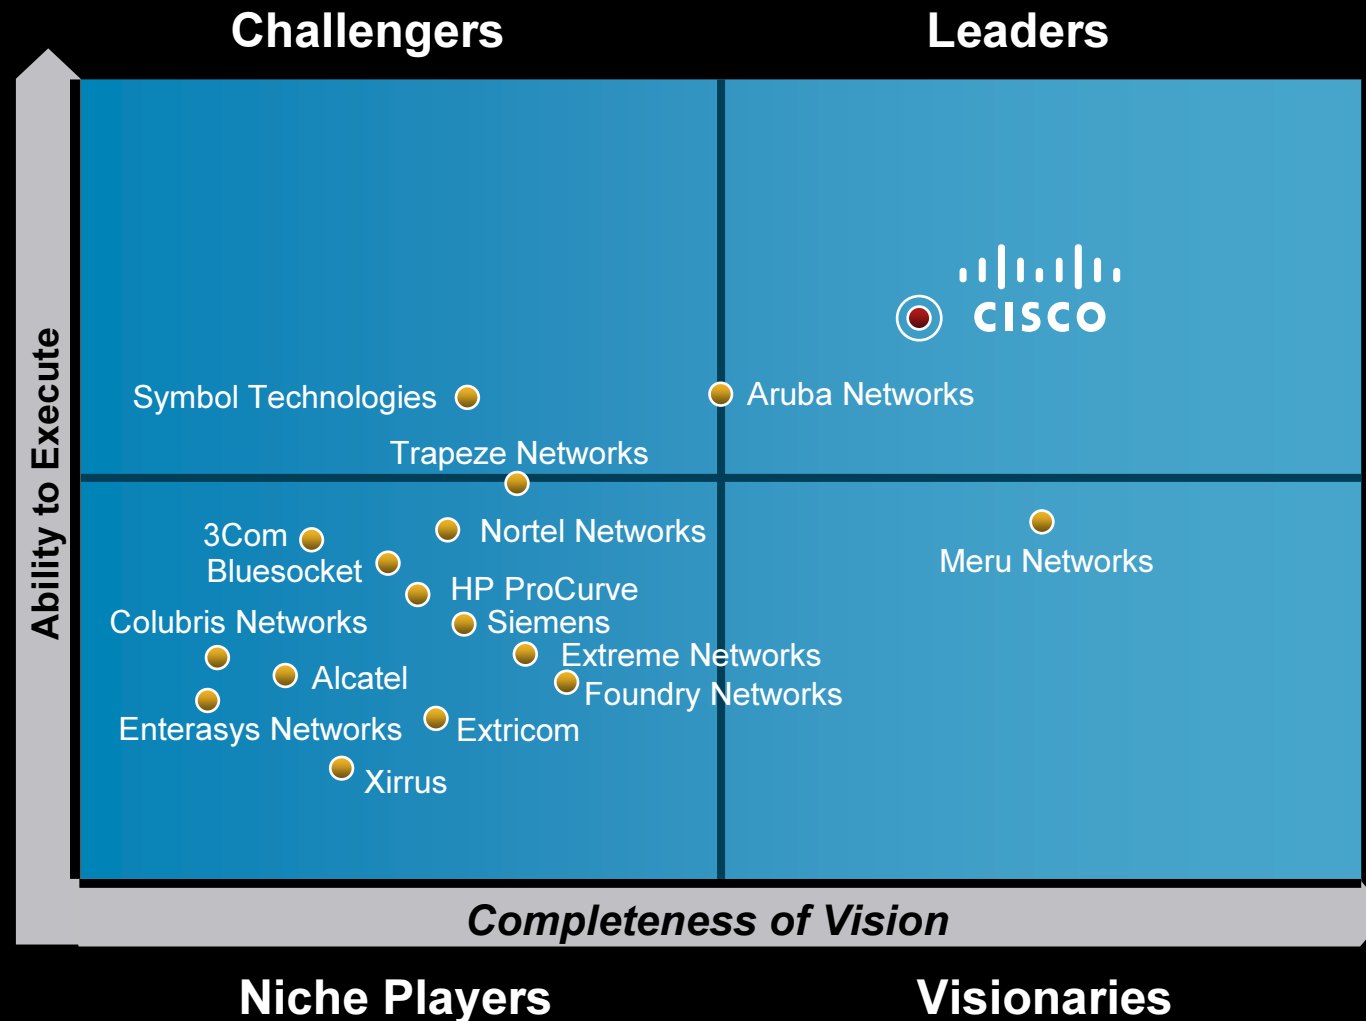 Challengers
Leaders
CISCO
Symbol Technologies
Aruba Networks
Trapeze Networks
Ability to Execute
3Com
Nortel Networks
Bluesocket
Meru Networks
HP ProCurve
Colubris Networks
Siemens
Extreme Networks
Alcatel
Foundry Networks
Enterasys Networks
Extricom
Xirrus
Completeness of Vision
Niche Players
Visionaries